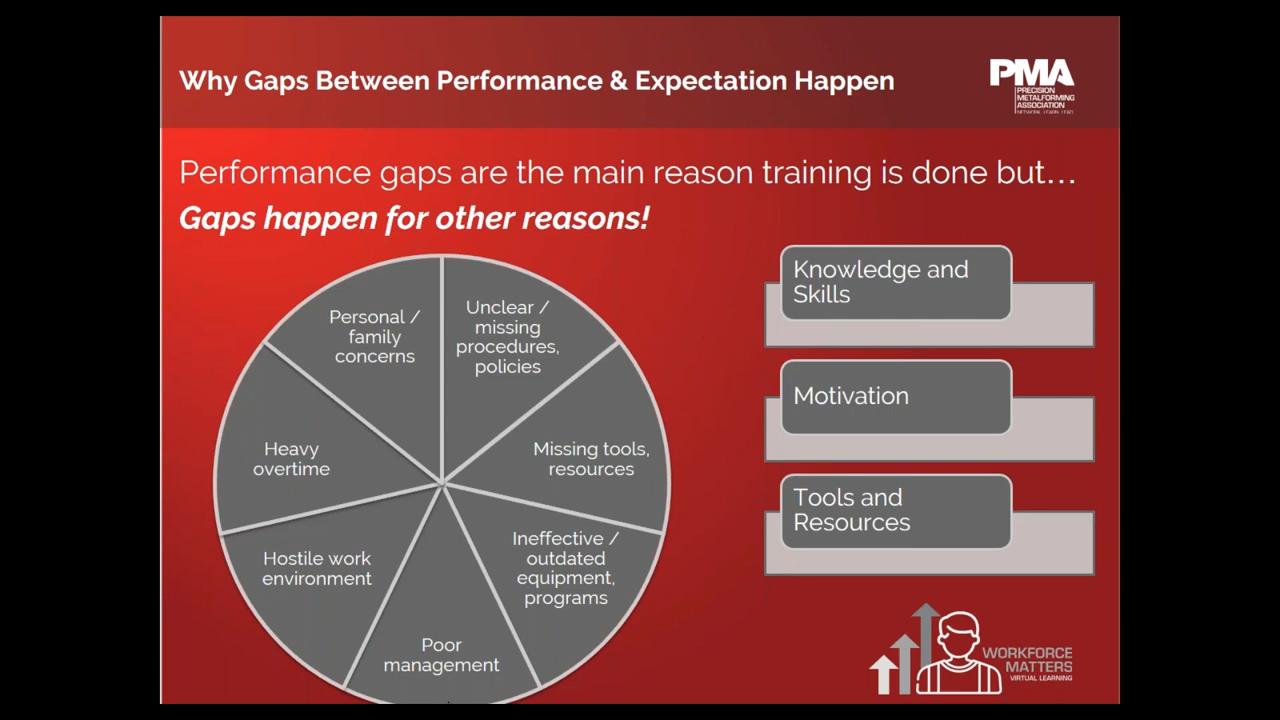 Why Gaps Between Performance & Expectation Happen
PMA
PRECISION
METALFORMING
ASSOCIATION
NETWORK. LEARN. LEAD.
Performance gaps are the main reason training is done but...
Gaps happen for other reasons!
Personal /
family
concerns
Unclear /
missing
procedures,
policies
Heavy
overtime
Missing tools,
resources
Hostile work
environment
Ineffective /
outdated
equipment,
programs
Poor
management
Knowledge and
Skills
Motivation
Tools and
Resources
WORKFORCE
MATTERS
VIRTUAL LEARNING